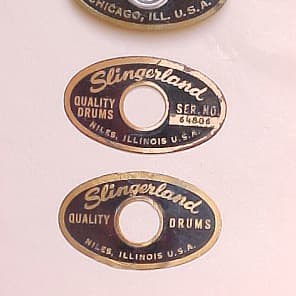 CHICAGO, ILL. U.S.A.
Slingerland
QUALITY DRUMS
SER. NO. 64806
NILES, ILLINOIS U.S.A.
Slingerland
QUALITY DRUMS
NILES, ILLINOIS U.S.A.